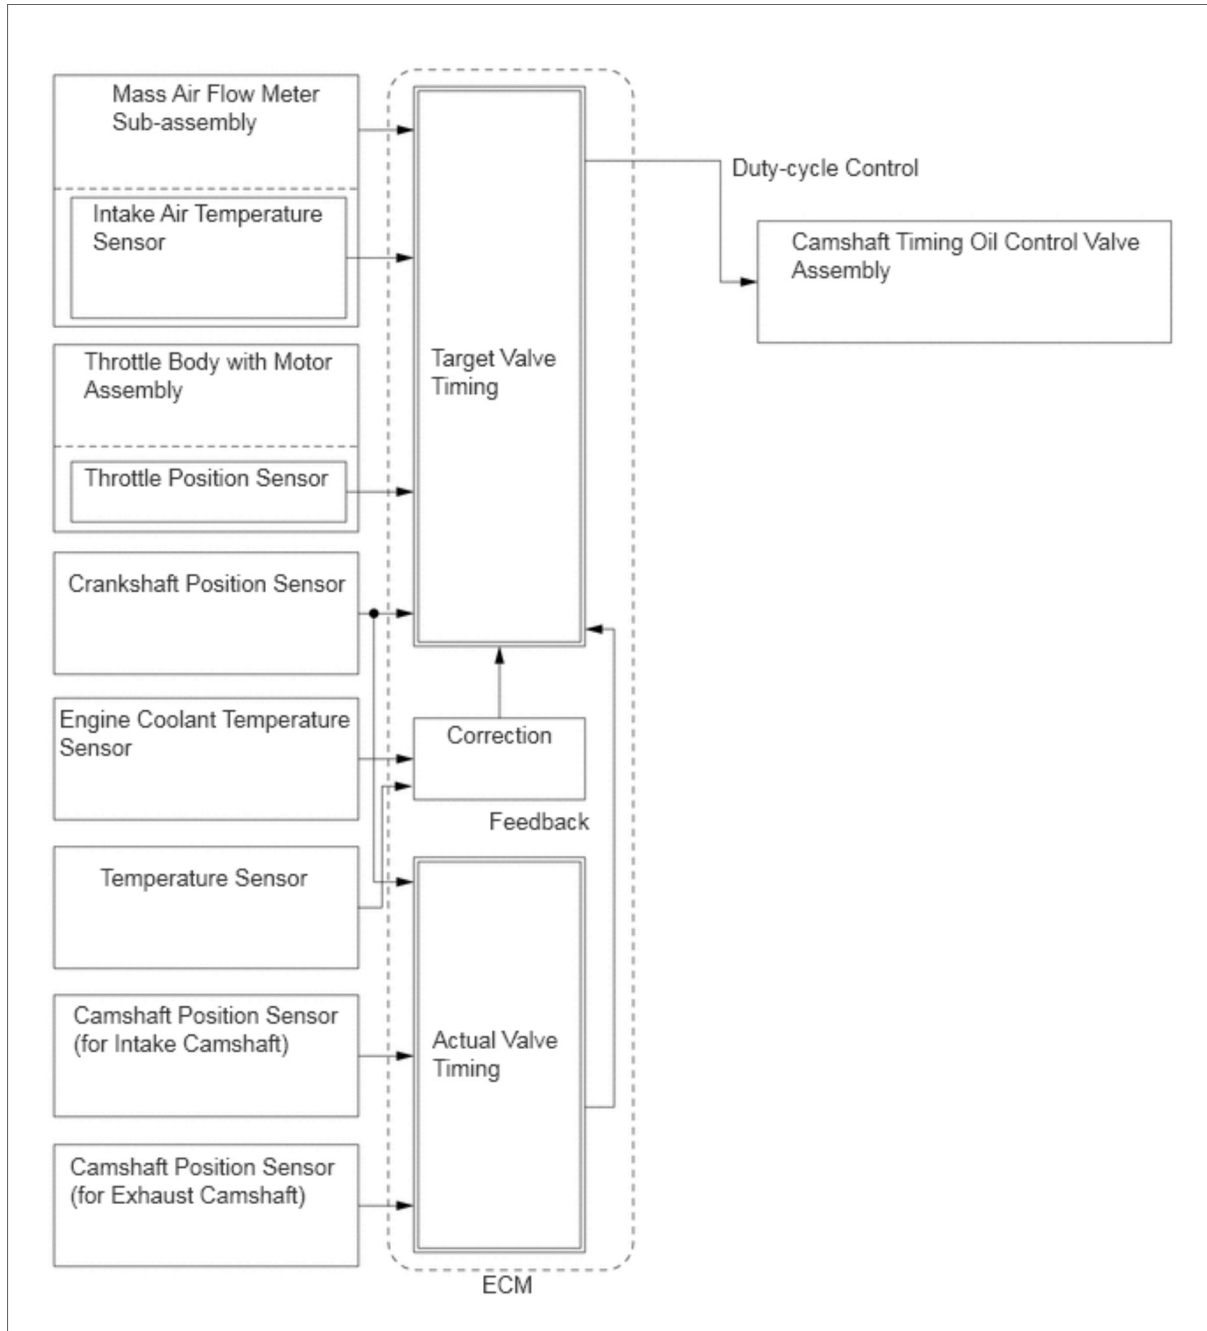 Mass Air Flow Meter
Sub-assembly
Intake Air Temperature
Sensor
Throttle Body with Motor
Assembly
Throttle Position Sensor
Crankshaft Position Sensor
Engine Coolant Temperature
Sensor
Temperature Sensor
Camshaft Position Sensor
(for Intake Camshaft)
Camshaft Position Sensor
(for Exhaust Camshaft)
Target Valve
Timing
Correction
Feedback
Actual Valve
Timing
ECM
Duty-cycle Control
Camshaft Timing Oil Control Valve
Assembly